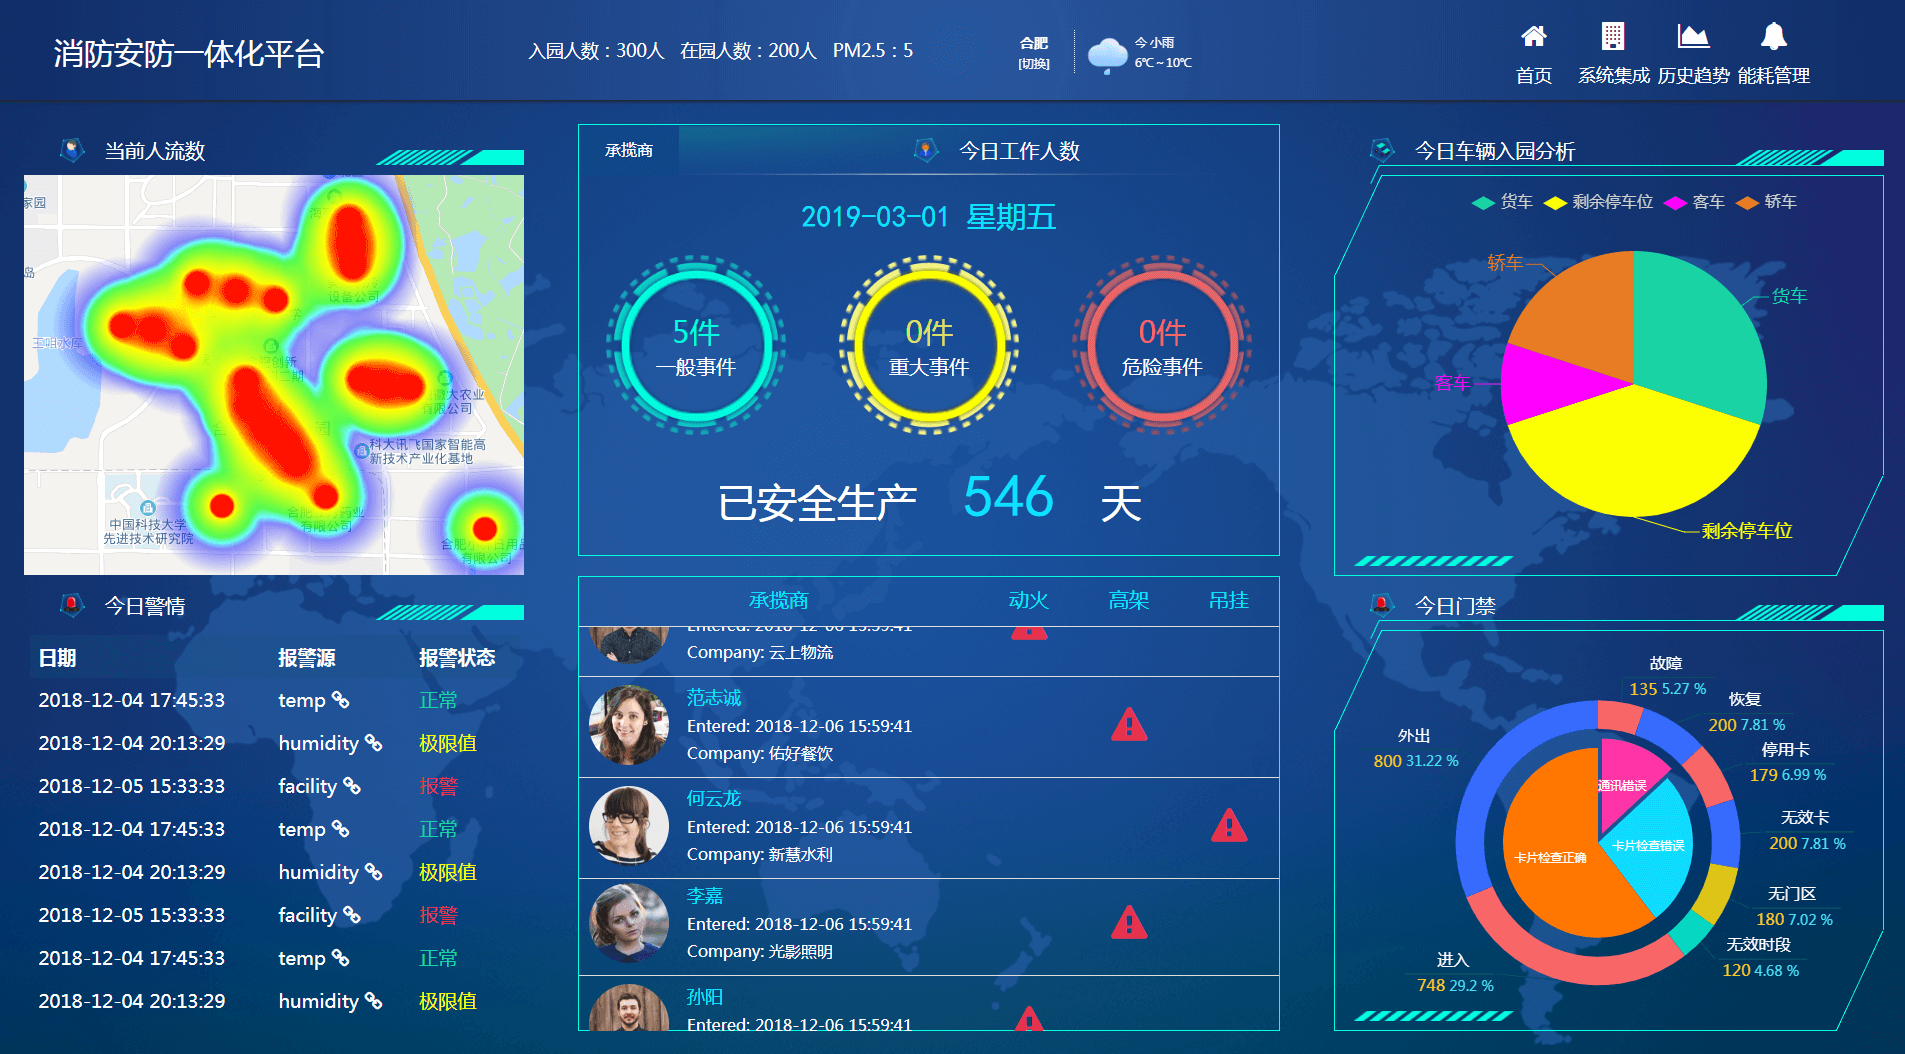 消防安防一体化平台
入园人数：300人 在园人数：200人 PM2.5：5
合肥
[切换]
今 小雨
6℃～10℃
首页
系统集成
历史趋势
能耗管理
当前人流数
家园
岛
设备公司
王咀水库
有限公司
科大讯飞国家智能高
新技术产业化基地
中国科技大学
先进技术研究院
有限公司
有限公司
今日警情
日期 报警源 报警状态
2018-12-04 17:45:33 temp 正常
2018-12-04 20:13:29 humidity 极限值
2018-12-05 15:33:33 facility 报警
2018-12-04 17:45:33 temp 正常
2018-12-04 20:13:29 humidity 极限值
2018-12-05 15:33:33 facility 报警
2018-12-04 17:45:33 temp 正常
2018-12-04 20:13:29 humidity 极限值
承揽商
今日工作人数
2019-03-01 星期五
5件
一般事件
0件
重大事件
0件
危险事件
已安全生产 546 天
承揽商 动火 高架 吊挂
Entered: 2018-12-06 15:59:41
Company: 云上物流
范志诚
Entered: 2018-12-06 15:59:41
Company: 佑好餐饮
何云龙
Entered: 2018-12-06 15:59:41
Company: 新慧水利
李嘉
Entered: 2018-12-06 15:59:41
Company: 光影照明
孙阳
Entered: 2018-12-06 15:59:41
今日车辆入园分析
货车 剩余停车位 客车 轿车
轿车
货车
客车
剩余停车位
今日门禁
故障
135 5.27 %
恢复
200 7.81 %
外出
800 31.22 %
停用卡
179 6.99 %
通讯错误
无效卡
200 7.81 %
卡片检查错误
卡片检查正确
无门区
180 7.02 %
无效时段
120 4.68 %
进入
748 29.2 %